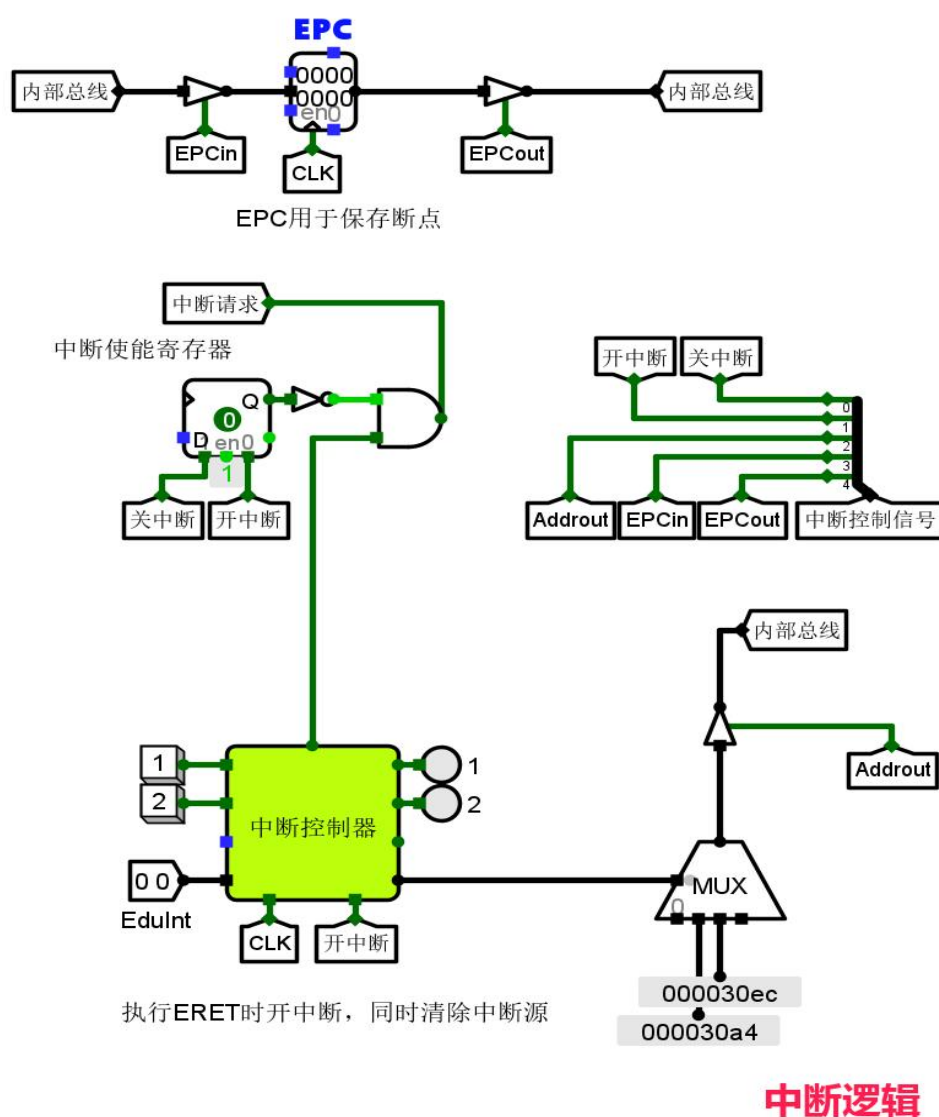 EPC
内部总线
0000
0000
en0
内部总线
EPCin
CLK
EPCout
EPC用于保存断点
中断请求
中断使能寄存器
Q
0
D
en0
1
关中断
开中断
开中断
关中断
0
1
2
3
4
Addrout
EPCin
EPCout
中断控制信号
内部总线
Addrout
1
2
中断控制器
1
2
0 0
EduInt
CLK
开中断
MUX
0
000030ec
000030a4
执行ERET时开中断，同时清除中断源
中断逻辑